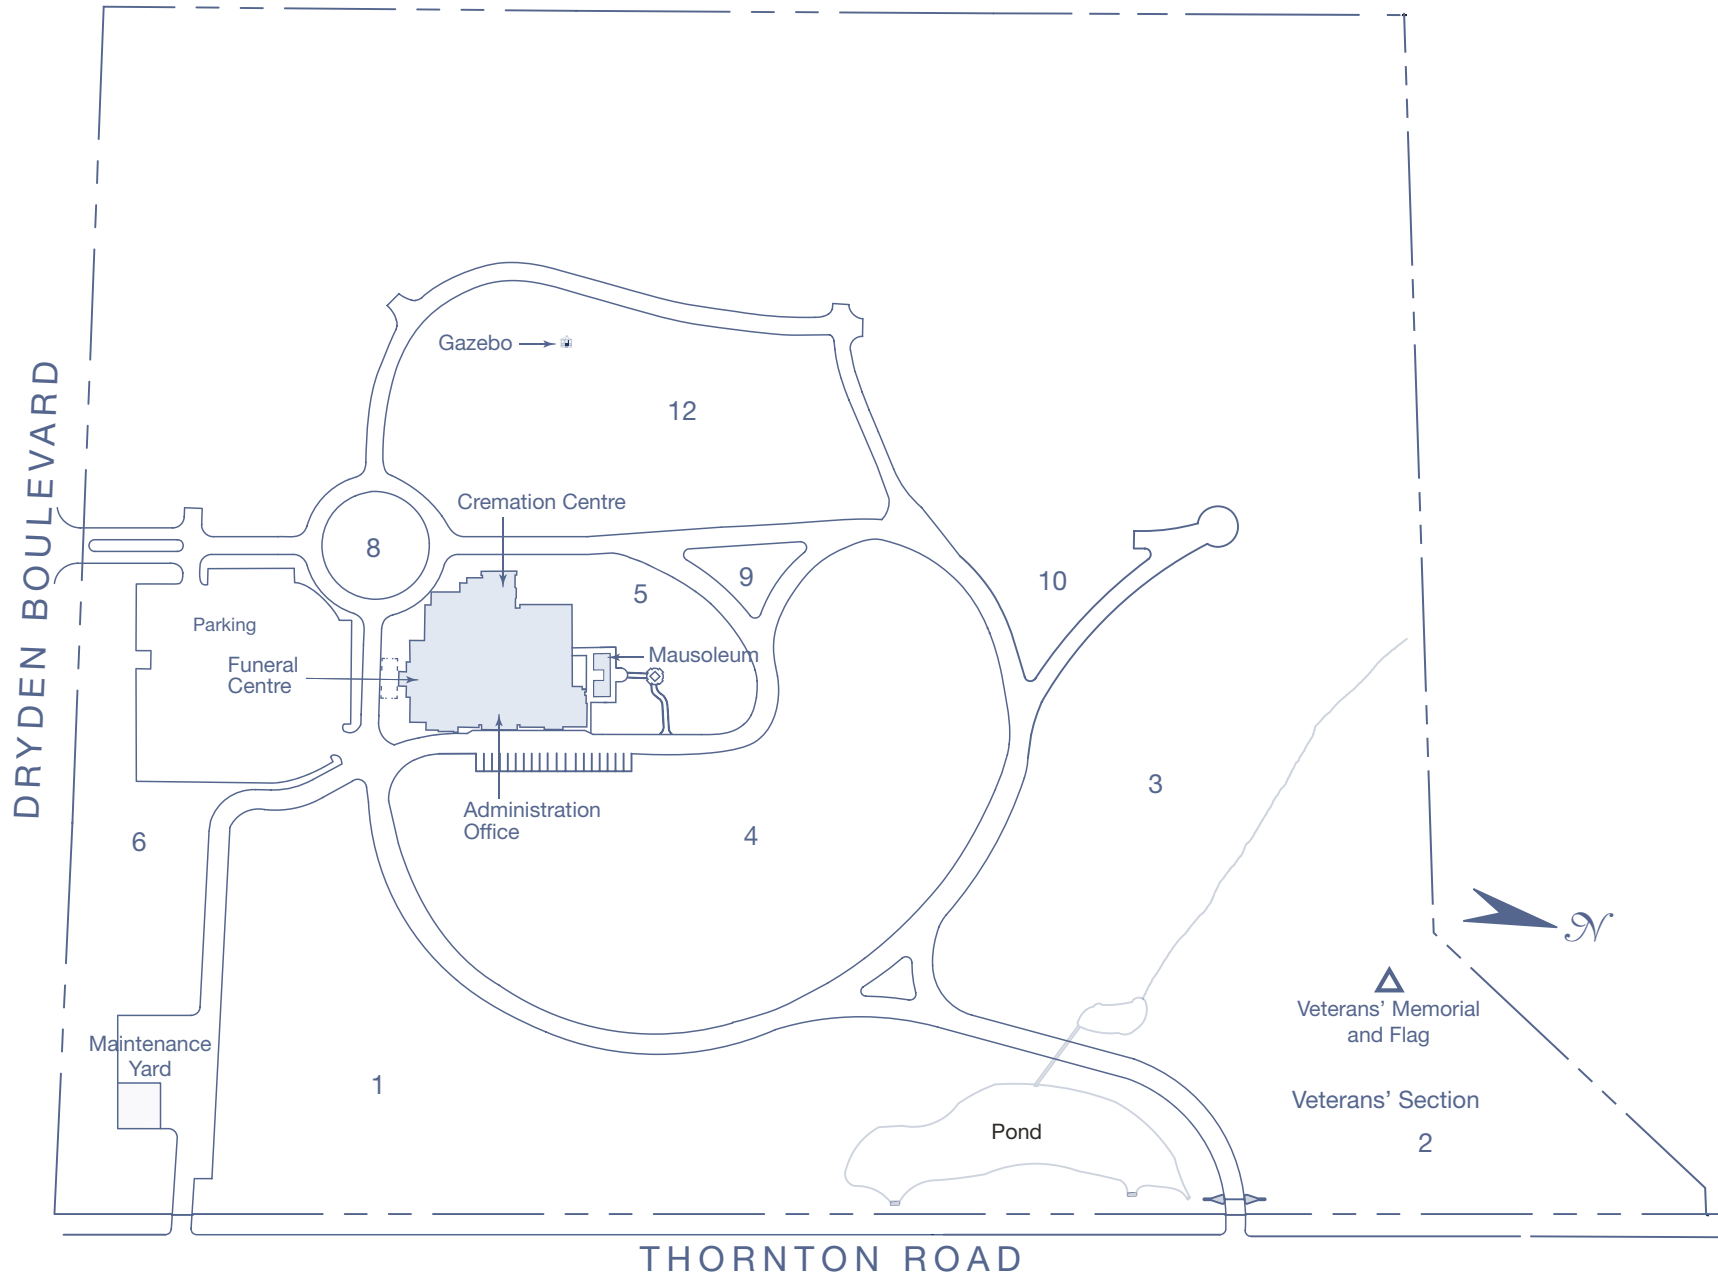 Gazebo
12
Cremation Centre
8
9
5
10
Parking
Mausoleum
Funeral
Centre
DRYDEN BOULEVARD
3
Administration
Office
4
6
N
Veterans' Memorial
and Flag
Maintenance
Yard
1
Veterans' Section
2
Pond
THORNTON ROAD